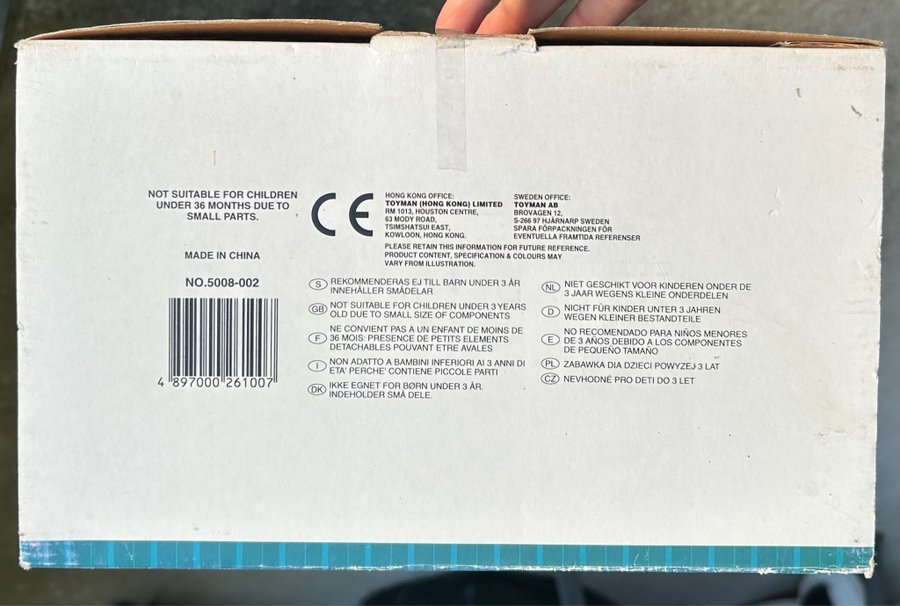 NOT SUITABLE FOR CHILDREN
UNDER 36 MONTHS DUE TO
SMALL PARTS.
MADE IN CHINA
NO.5008-002
4 897000 261007
CE
HONG KONG OFFICE:
TOYMAN (HONG KONG) LIMITED
RM 1013, HOUSTON CENTRE,
63 MODY ROAD,
TSIMSHATSUI EAST,
KOWLOON, HONG KONG.
SWEDEN OFFICE:
TOYMAN AB
BROVAGEN 12,
S-266 97 HJÄRNARP SWEDEN
SPARA FÖRPACKNINGEN FÖR
EVENTUELLA FRAMTIDA REFERENSER
PLEASE RETAIN THIS INFORMATION FOR FUTURE REFERENCE.
PRODUCT CONTENT, SPECIFICATION & COLOURS MAY
VARY FROM ILLUSTRATION.
S REKOMMENDERAS EJ TILL BARN UNDER 3 ÅR
INNEHÅLLER SMÅDELAR
GB NOT SUITABLE FOR CHILDREN UNDER 3 YEARS
OLD DUE TO SMALL SIZE OF COMPONENTS
F NE CONVIENT PAS A UN ENFANT DE MOINS DE
36 MOIS: PRESENCE DE PETITS ELEMENTS
DETACHABLES POUVANT ETRE AVALES
I NON ADATTO A BAMBINI INFERIORI AI 3 ANNI DI
ETA' PERCHE' CONTIENE PICCOLE PARTI
DK IKKE EGNET FOR BØRN UNDER 3 ÅR.
INDEHOLDER SMÅ DELE.
NL NIET GESCHIKT VOOR KINDEREN ONDER DE
3 JAAR WEGENS KLEINE ONDERDELEN
D NICHT FÜR KINDER UNTER 3 JAHREN
WEGEN KLEINER BESTANDTEILE
E NO RECOMENDADO PARA NIÑOS MENORES
DE 3 AÑOS DEBIDO A LOS COMPONENTES
DE PEQUEÑO TAMAÑO
PL ZABAWKA DIA DZIECI POWYZEJ 3 LAT
CZ NEVHODNÉ PRO DETI DO 3 LET